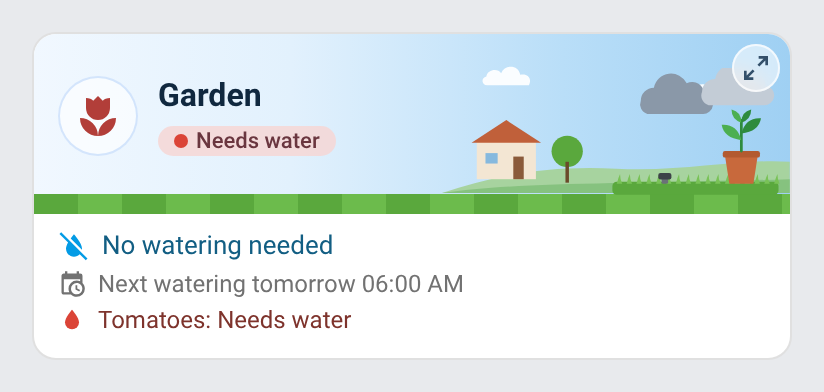 Garden
Needs water
No watering needed
Next watering tomorrow 06:00 AM
Tomatoes: Needs water